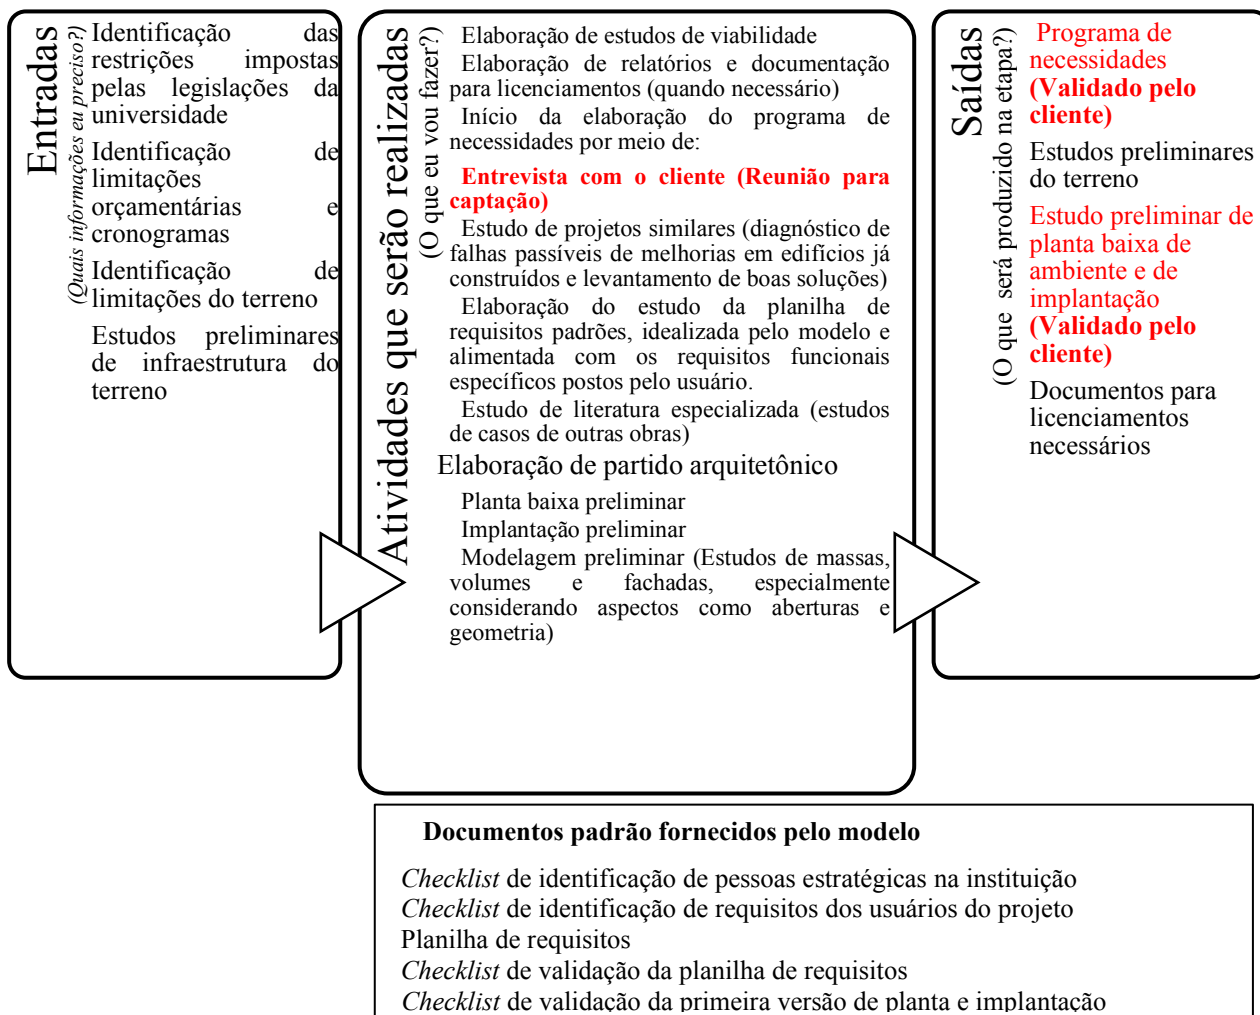 Entradas
(Quais informações eu preciso?)
Identificação das
restrições impostas
pelas legislações da
universidade
Identificação de
limitações
orçamentárias e
cronogramas
Identificação de
limitações do terreno
Estudos preliminares
de infraestrutura do
terreno
Atividades que serão realizadas
(O que eu vou fazer?)
Elaboração de estudos de viabilidade
Elaboração de relatórios e documentação
para licenciamentos (quando necessário)
Início da elaboração do programa de
necessidades por meio de:
Entrevista com o cliente (Reunião para
captação)
Estudo de projetos similares (diagnóstico de
falhas passíveis de melhorias em edifícios já
construídos e levantamento de boas soluções)
Elaboração do estudo da planilha de
requisitos padrões, idealizada pelo modelo e
alimentada com os requisitos funcionais
específicos postos pelo usuário.
Estudo de literatura especializada (estudos
de casos de outras obras)
Elaboração de partido arquitetônico
Planta baixa preliminar
Implantação preliminar
Modelagem preliminar (Estudos de massas,
volumes e fachadas, especialmente
considerando aspectos como aberturas e
geometria)
Saídas
(O que será produzido na etapa?)
Programa de
necessidades
(Validado pelo
cliente)
Estudos preliminares
do terreno
Estudo preliminar de
planta baixa de
ambiente e de
implantação
(Validado pelo
cliente)
Documentos para
licenciamentos
necessários
Documentos padrão fornecidos pelo modelo
Checklist de identificação de pessoas estratégicas na instituição
Checklist de identificação de requisitos dos usuários do projeto
Planilha de requisitos
Checklist de validação da planilha de requisitos
Checklist de validação da primeira versão de planta e implantação